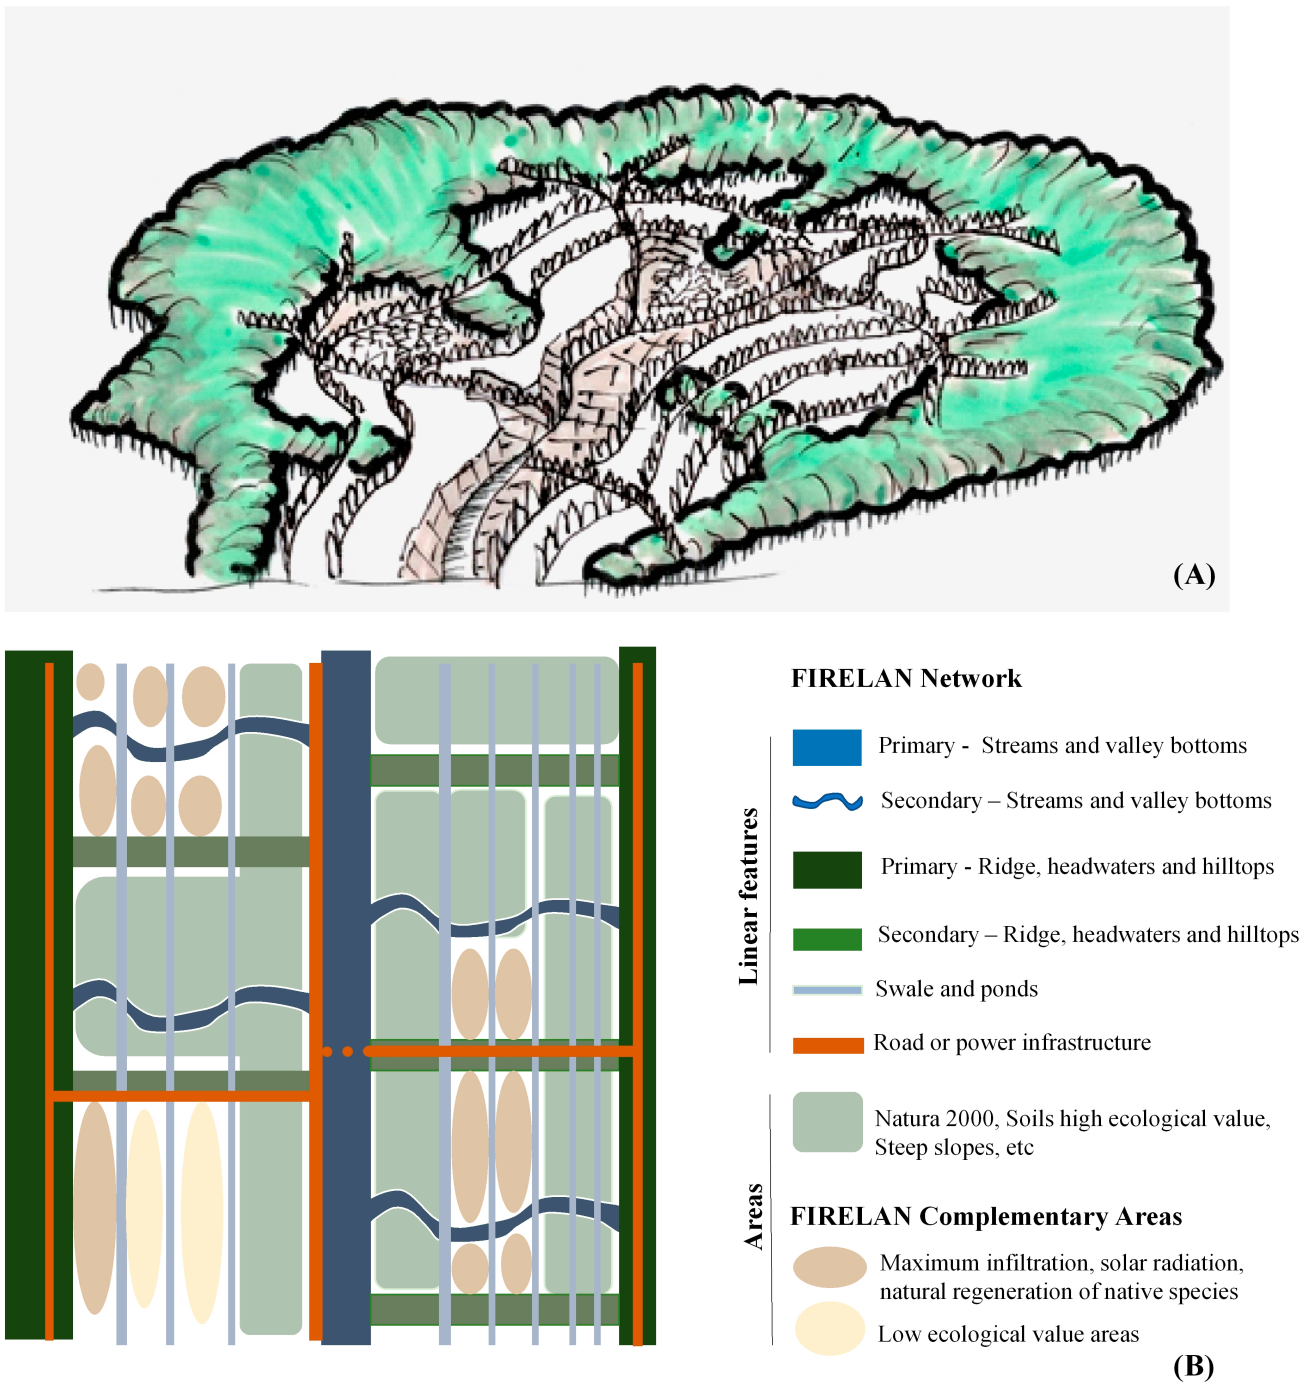 (A)
FIRELAN Network
Linear features
Primary -  Streams and valley bottoms
Secondary – Streams and valley bottoms
Primary - Ridge, headwaters and hilltops
Secondary – Ridge, headwaters and hilltops
Swale and ponds
Road or power infrastructure
Areas
Natura 2000, Soils high ecological value,
Steep slopes, etc
FIRELAN Complementary Areas
Maximum infiltration, solar radiation,
natural regeneration of native species
Low ecological value areas
(B)